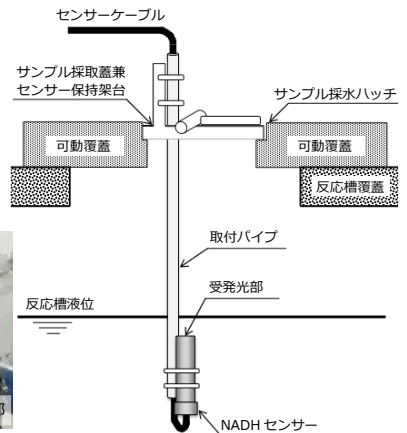 センサーケーブル
サンプル採取蓋兼
センサー保持架台
サンプル採水ハッチ
可動覆蓋
可動覆蓋
反応槽覆蓋
取付パイプ
受発光部
反応槽液位
NADH センサー